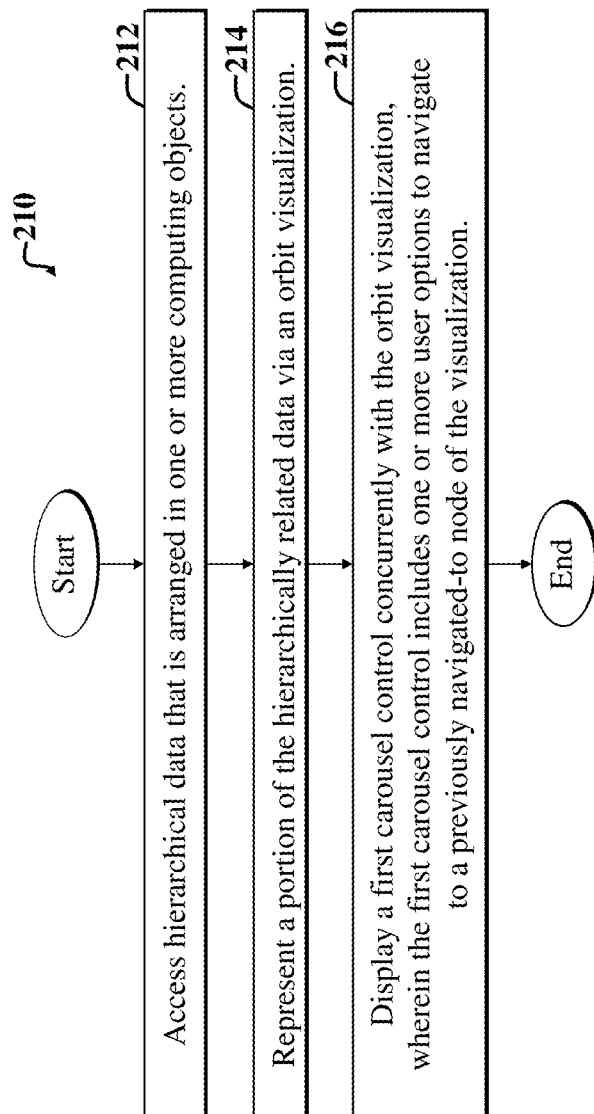 210
Start
212
Access hierarchical data that is arranged in one or more computing objects.
214
Represent a portion of the hierarchically related data via an orbit visualization.
216
Display a first carousel control concurrently with the orbit visualization,
wherein the first carousel control includes one or more user options to navigate
to a previously navigated-to node of the visualization.
End